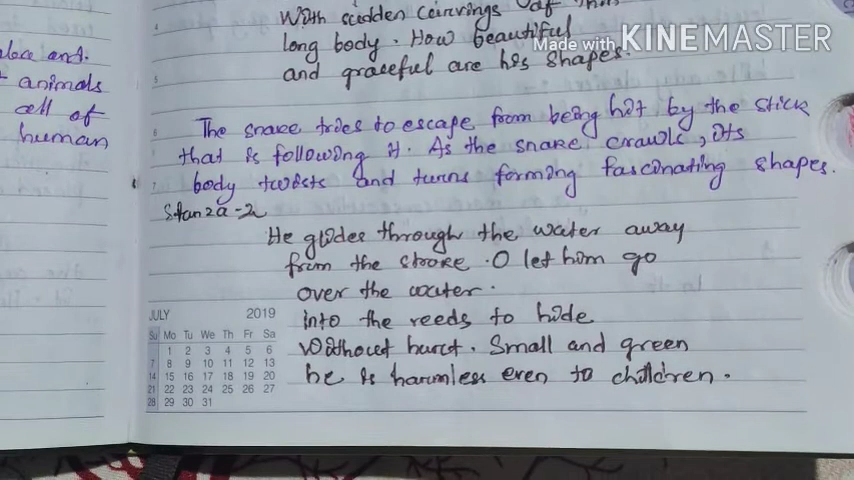 lace and.
animals
cell of
human
With sudden curvings of thin
long body. How beautiful
and graceful are his shapes.
Made with KINEMASTER
The snake tries to escape from being hit by the stick
that is following it. As the snake crawls, its
body twists and turns forming fascinating shapes.
Stanza-2
He glides through the water away
from the stroke. O let him go
over the water.
into the reeds to hide
without hurt. Small and green
he is harmless even to children.
JULY 2019
Su Mo Tu We Th Fr Sa
1 2 3 4 5 6
7 8 9 10 11 12 13
14 15 16 17 18 19 20
21 22 23 24 25 26 27
28 29 30 31